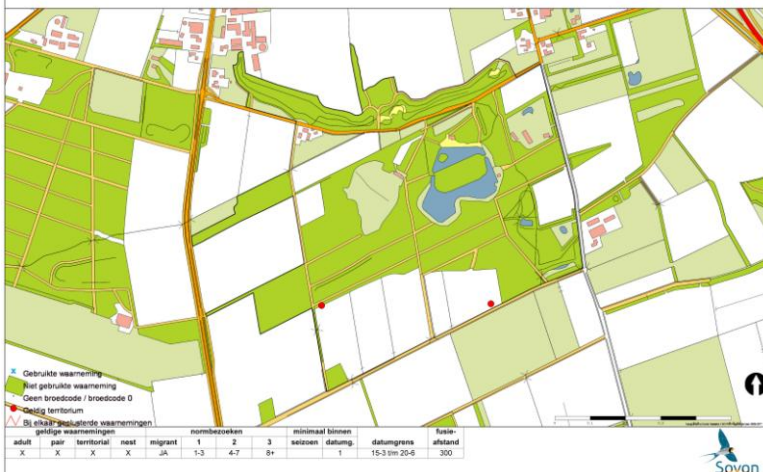 Gebruikte waarneming
Niet gebruikte waarneming
Geen broedcode / broedcode 0
Geldig territorium
Bij elkaar geclusterde waarnemingen
geldige waarnemingen normbezoeken minimaal binnen fusie-
adult pair territorial nest migrant 1 2 3 seizoen datumg. datumgrens afstand
X X X X JA 1-3 4-7 8+ 1 15-3 t/m 20-6 300
Sovon